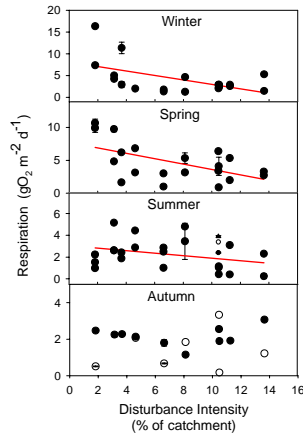 Winter
20
15
10
5
0
Spring
15
10
5
0
Summer
6
4
2
0
Autumn
4
2
0
0 2 4 6 8 10 12 14 16
Disturbance Intensity
(% of catchment)
Respiration (gO₂ m⁻² d⁻¹)